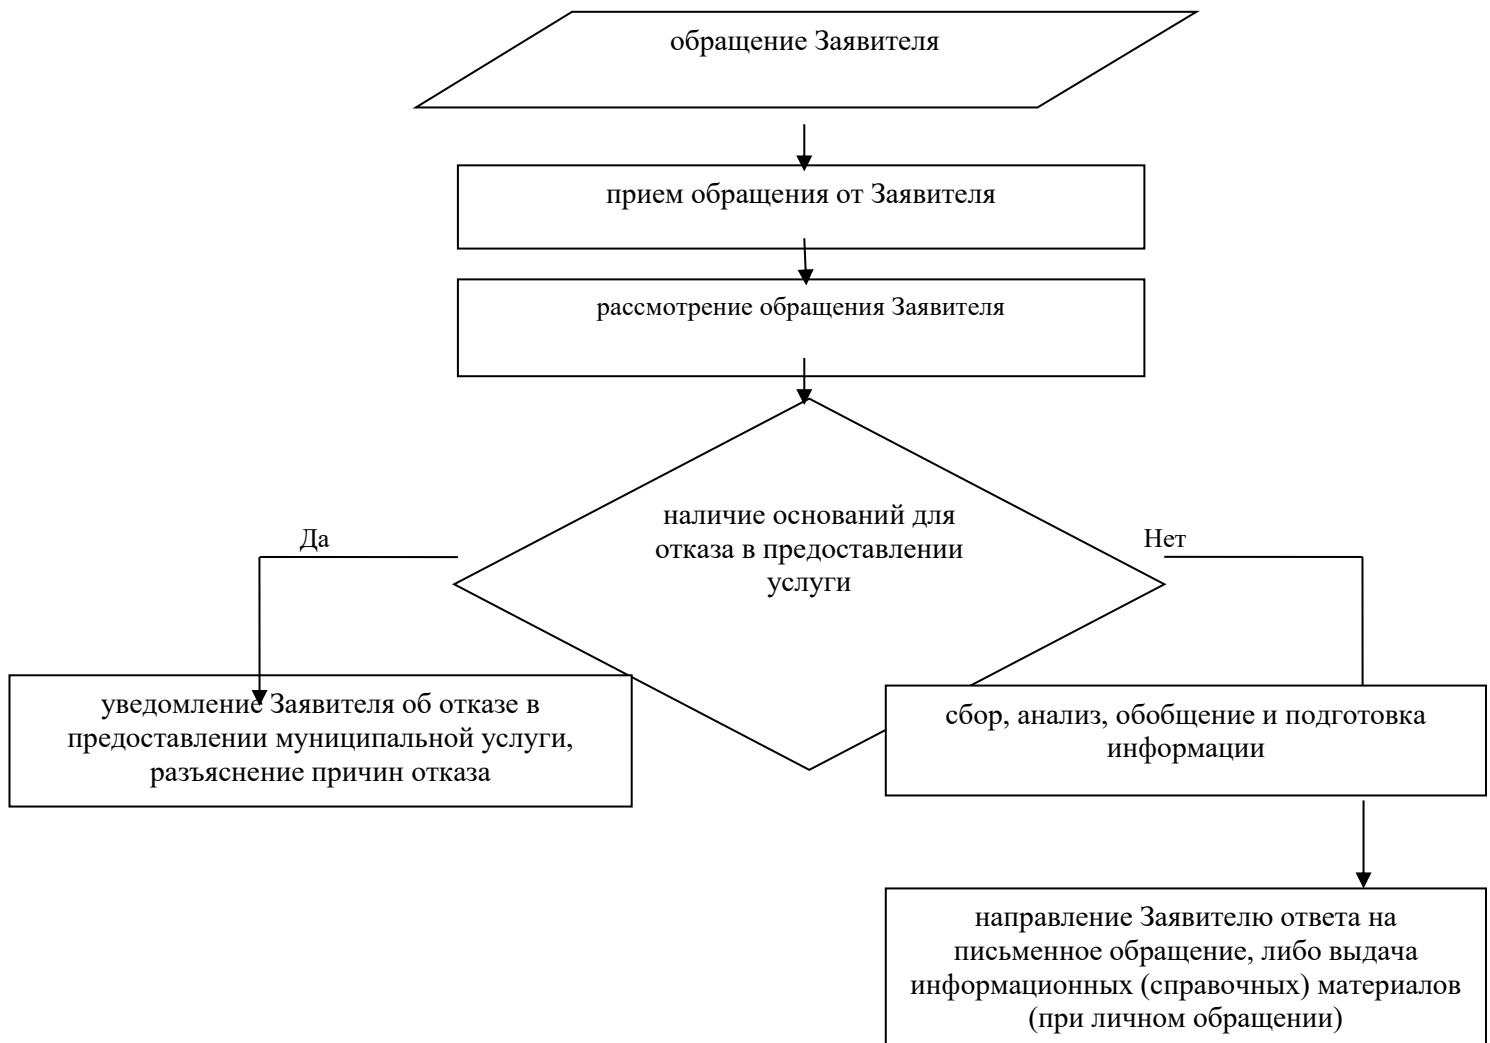 обращение Заявителя
прием обращения от Заявителя
рассмотрение обращения Заявителя
наличие оснований для
отказа в предоставлении
услуги
Да
Нет
уведомление Заявителя об отказе в
предоставлении муниципальной услуги,
разъяснение причин отказа
сбор, анализ, обобщение и подготовка
информации
направление Заявителю ответа на
письменное обращение, либо выдача
информационных (справочных) материалов
(при личном обращении)